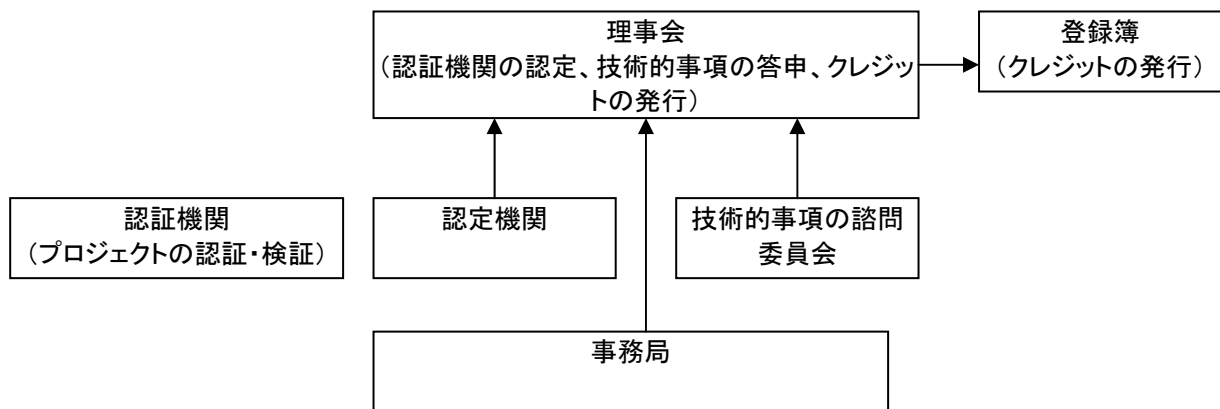 理事会
（認証機関の認定、技術的事項の答申、クレジッ
トの発行）
登録簿
（クレジットの発行）
認証機関
（プロジェクトの認証・検証）
認定機関
技術的事項の諮問
委員会
事務局